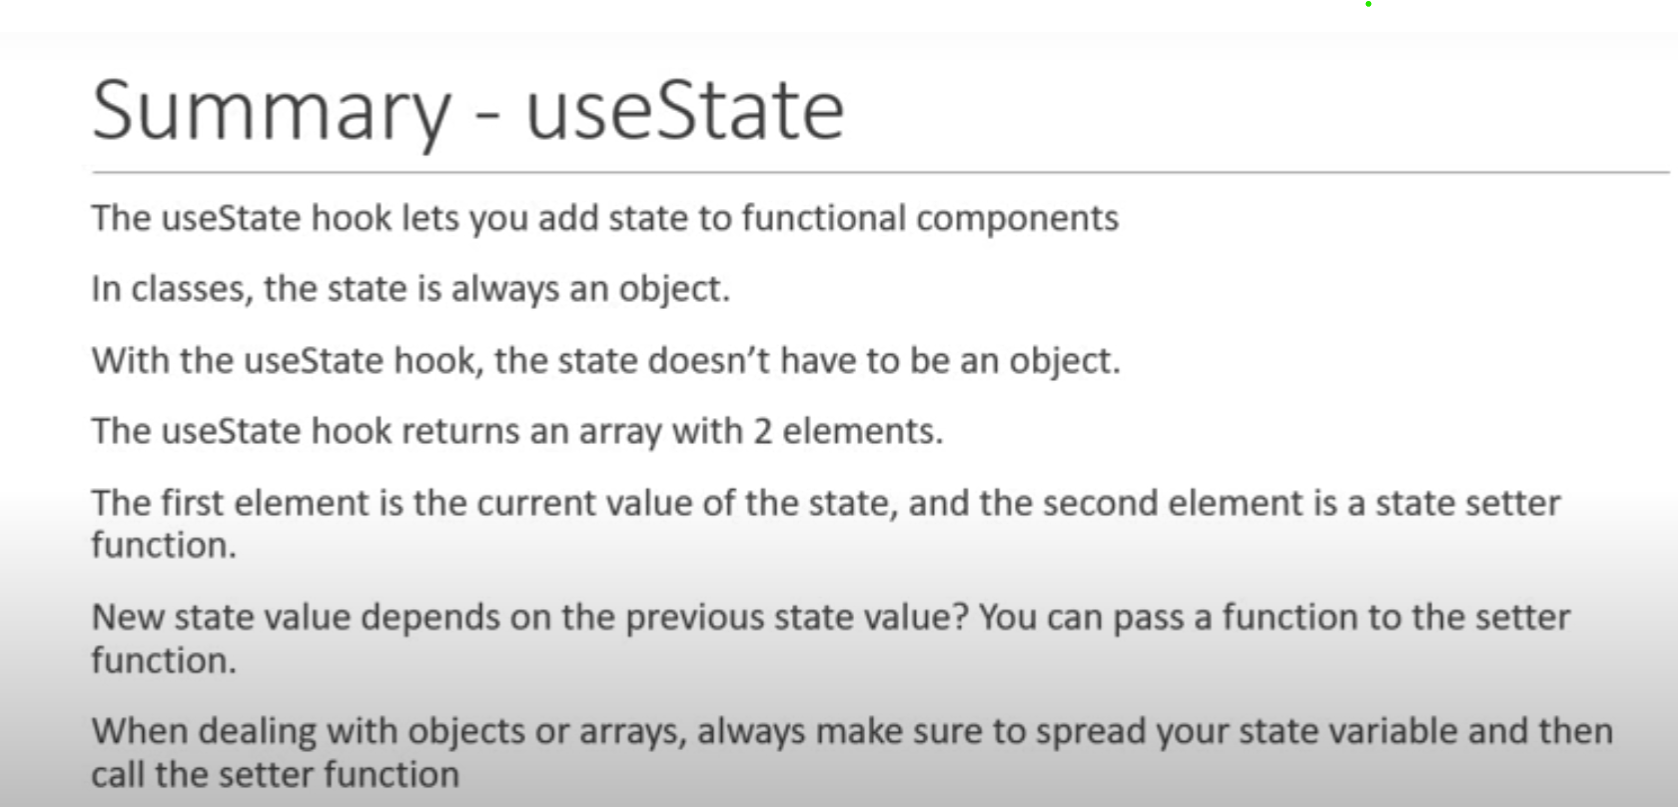 Summary - useState
The useState hook lets you add state to functional components
In classes, the state is always an object.
With the useState hook, the state doesn’t have to be an object.
The useState hook returns an array with 2 elements.
The first element is the current value of the state, and the second element is a state setter
function.
New state value depends on the previous state value? You can pass a function to the setter
function.
When dealing with objects or arrays, always make sure to spread your state variable and then
call the setter function